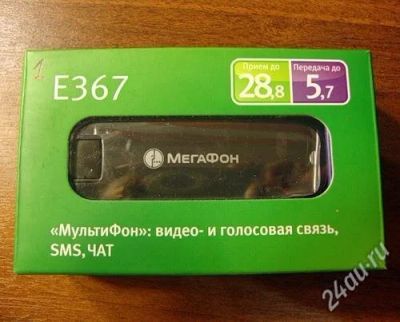 1
E367
Прием до
28,8
Передача до
5,7
МЕГАФОН
«МультиФон»: видео- и голосовая связь,
SMS, ЧАТ
24au.ru